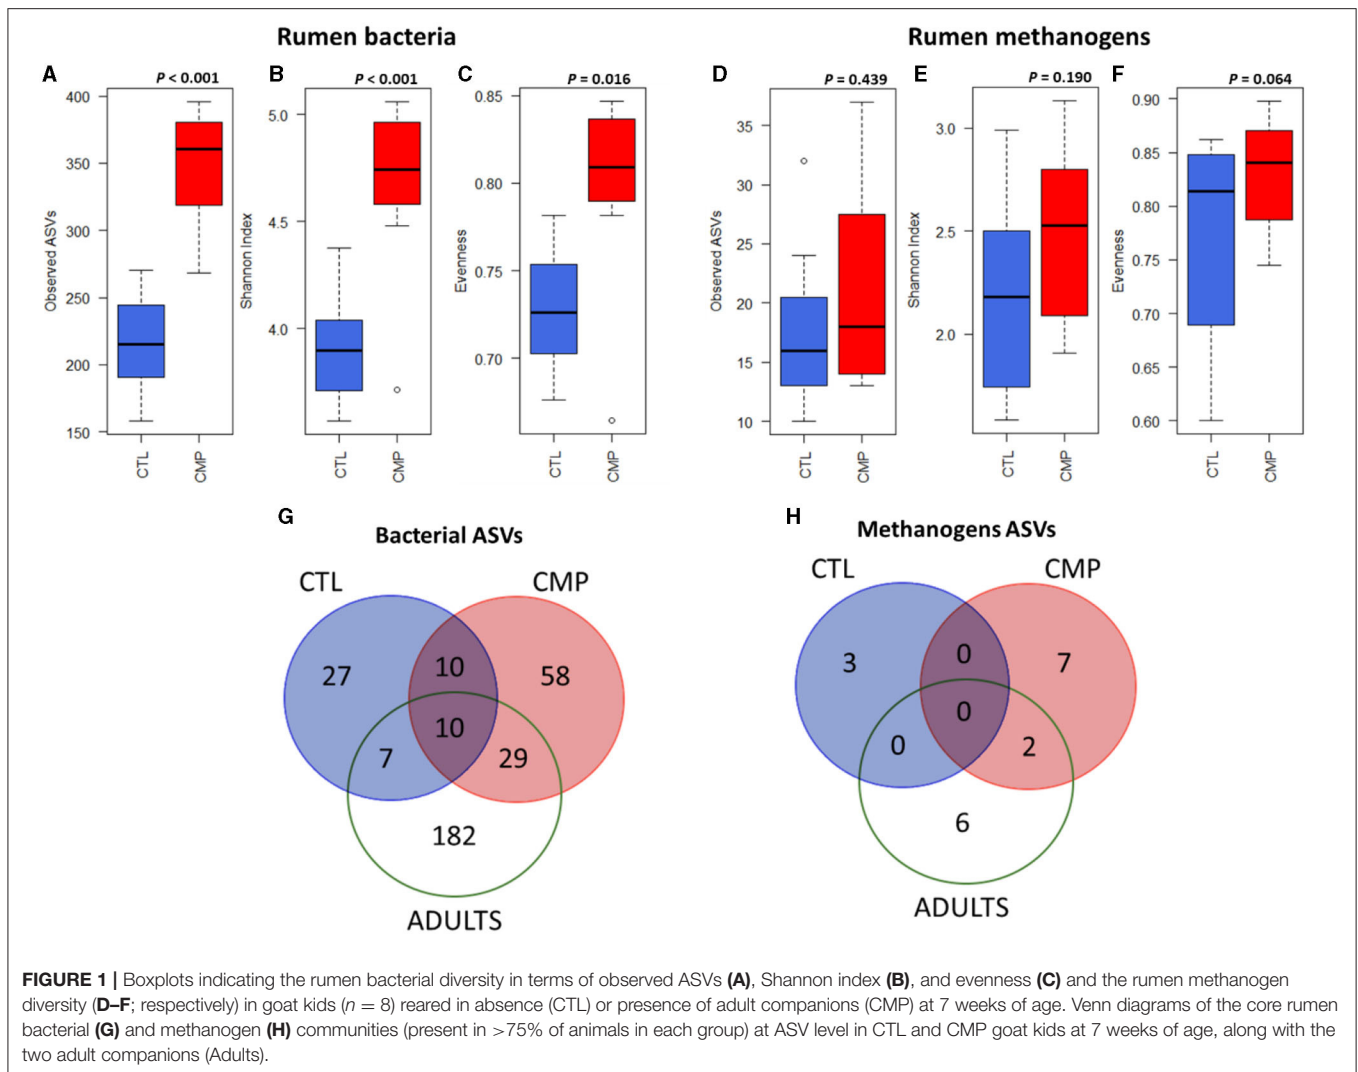 Rumen bacteria
Rumen methanogens
A
P < 0.001
Observed ASVs
400
350
300
250
200
150
CTL
CMP
B
P < 0.001
Shannon Index
5.0
4.5
4.0
CTL
CMP
C
P = 0.016
Evenness
0.85
0.80
0.75
0.70
CTL
CMP
D
P = 0.439
Observed ASVs
35
30
25
20
15
10
CTL
CMP
E
P = 0.190
Shannon Index
3.0
2.5
2.0
CTL
CMP
F
P = 0.064
Evenness
0.90
0.85
0.80
0.75
0.70
0.65
0.60
CTL
CMP
G
Bacterial ASVs
CTL
CMP
27
10
58
10
7
29
182
ADULTS
H
Methanogens ASVs
CTL
CMP
3
0
7
0
0
2
6
ADULTS
FIGURE 1 | Boxplots indicating the rumen bacterial diversity in terms of observed ASVs (A), Shannon index (B), and evenness (C) and the rumen methanogen
diversity (D–F; respectively) in goat kids (n = 8) reared in absence (CTL) or presence of adult companions (CMP) at 7 weeks of age. Venn diagrams of the core rumen
bacterial (G) and methanogen (H) communities (present in >75% of animals in each group) at ASV level in CTL and CMP goat kids at 7 weeks of age, along with the
two adult companions (Adults).